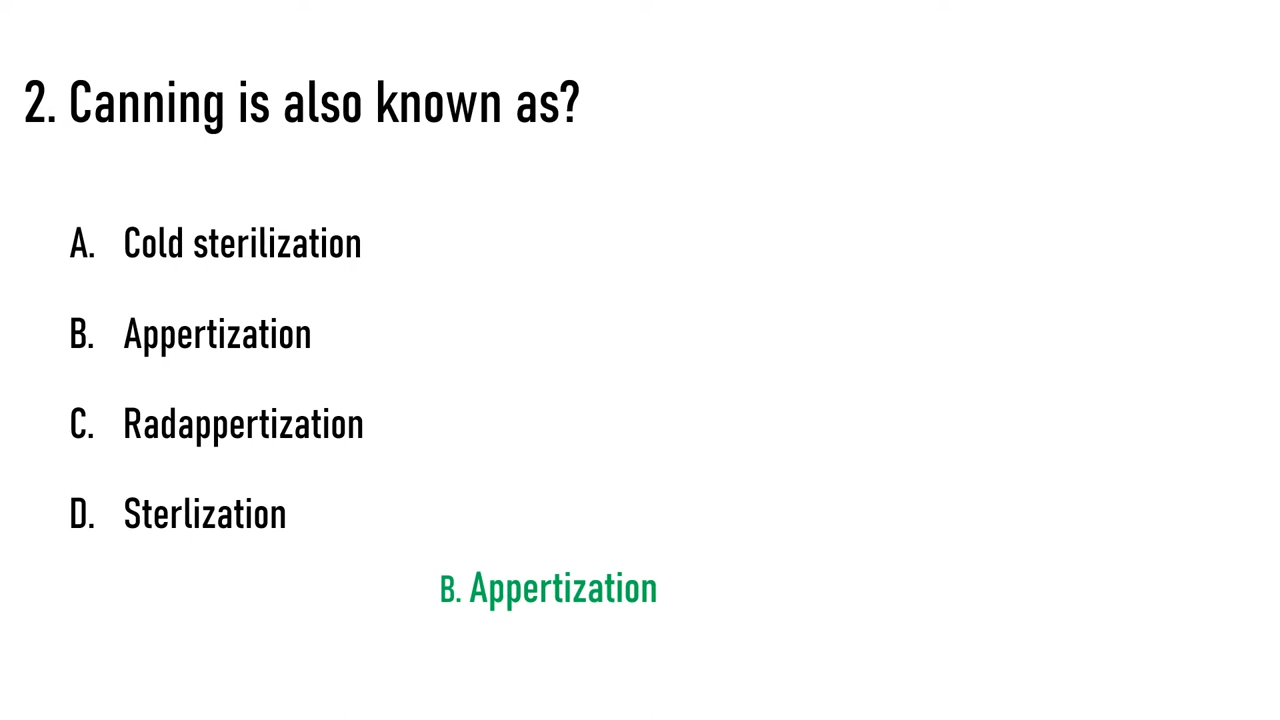 2. Canning is also known as?
A. Cold sterilization
B. Appertization
C. Radappertization
D. Sterlization
B. Appertization